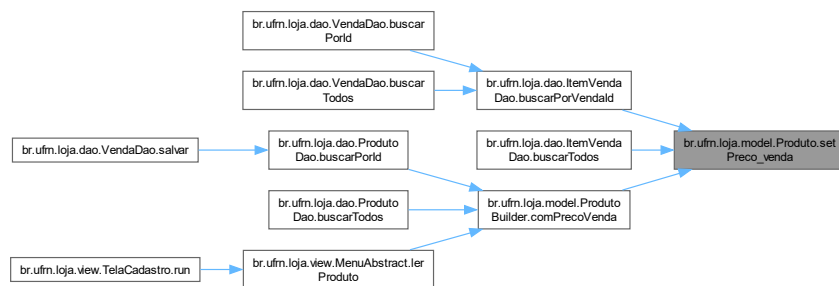 br.ufrn.loja.dao.VendaDao.buscar
PorId
br.ufrn.loja.dao.VendaDao.buscar
Todos
br.ufrn.loja.dao.ItemVenda
Dao.buscarPorVendaId
br.ufrn.loja.model.Produto.set
Preco_venda
br.ufrn.loja.dao.ItemVenda
Dao.buscarTodos
br.ufrn.loja.dao.VendaDao.salvar
br.ufrn.loja.dao.Produto
Dao.buscarPorId
br.ufrn.loja.dao.Produto
Dao.buscarTodos
br.ufrn.loja.model.Produto
Builder.comPrecoVenda
br.ufrn.loja.view.TelaCadastro.run
br.ufrn.loja.view.MenuAbstract.ler
Produto